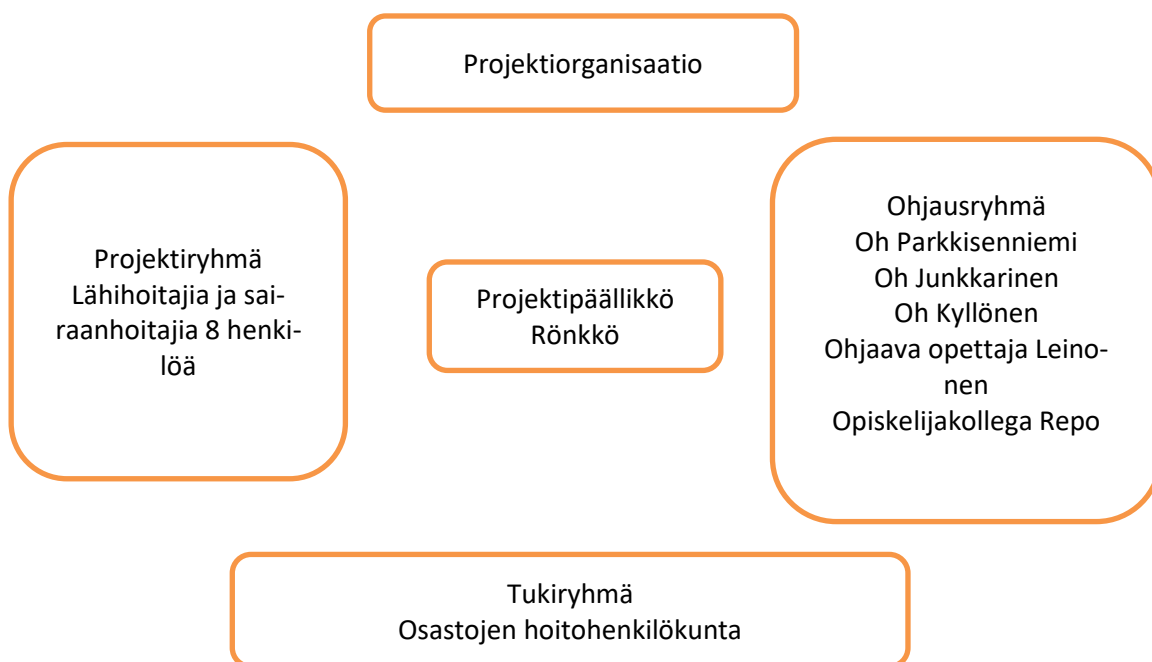 Projektiorganisaatio
Projektiryhmä
Lähihoitajia ja sai-
raanhoitajia 8 henki-
löä
Projektipäällikkö
Rönkkö
Ohjausryhmä
Oh Parkkisenniemi
Oh Junkkarinen
Oh Kyllönen
Ohjaava opettaja Leino-
nen
Opiskelijakollega Repo
Tukiryhmä
Osastojen hoitohenkilökunta